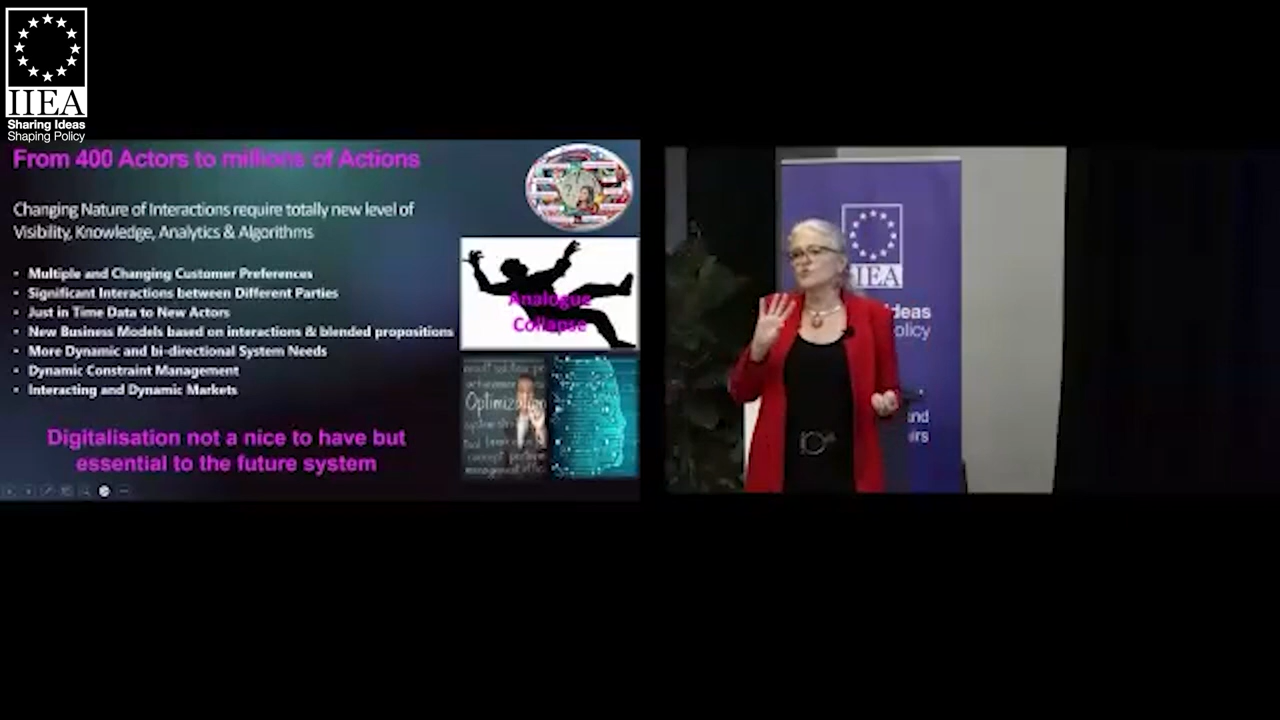 IIEA
Sharing Ideas
Shaping Policy
From 400 Actors to millions of Actions
Changing Nature of Interactions require totally new level of
Visibility, Knowledge, Analytics & Algorithms
• Multiple and Changing Customer Preferences
• Significant Interactions between Different Parties
• Just in Time Data to New Actors
• New Business Models based on interactions & blended propositions
• More Dynamic and bi-directional System Needs
• Dynamic Constraint Management
• Interacting and Dynamic Markets
Digitalisation not a nice to have but
essential to the future system
Analogue
Collapse
Optimization
IIEA
Ideas
olicy
and
irs